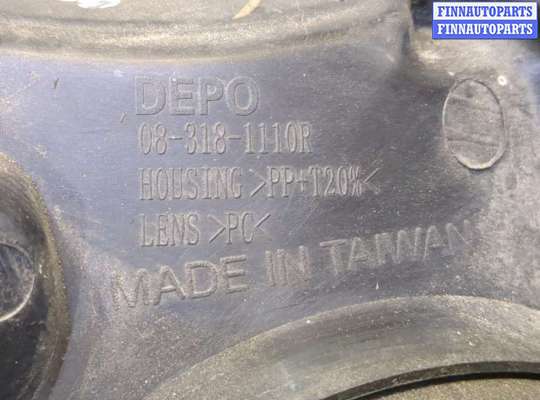 FINNAUTOPARTS
FINNAUTOPARTS
DEPO
08-318-1110R
HOUSING >PP+T20%<
LENS >PC<
MADE IN TAIWAN